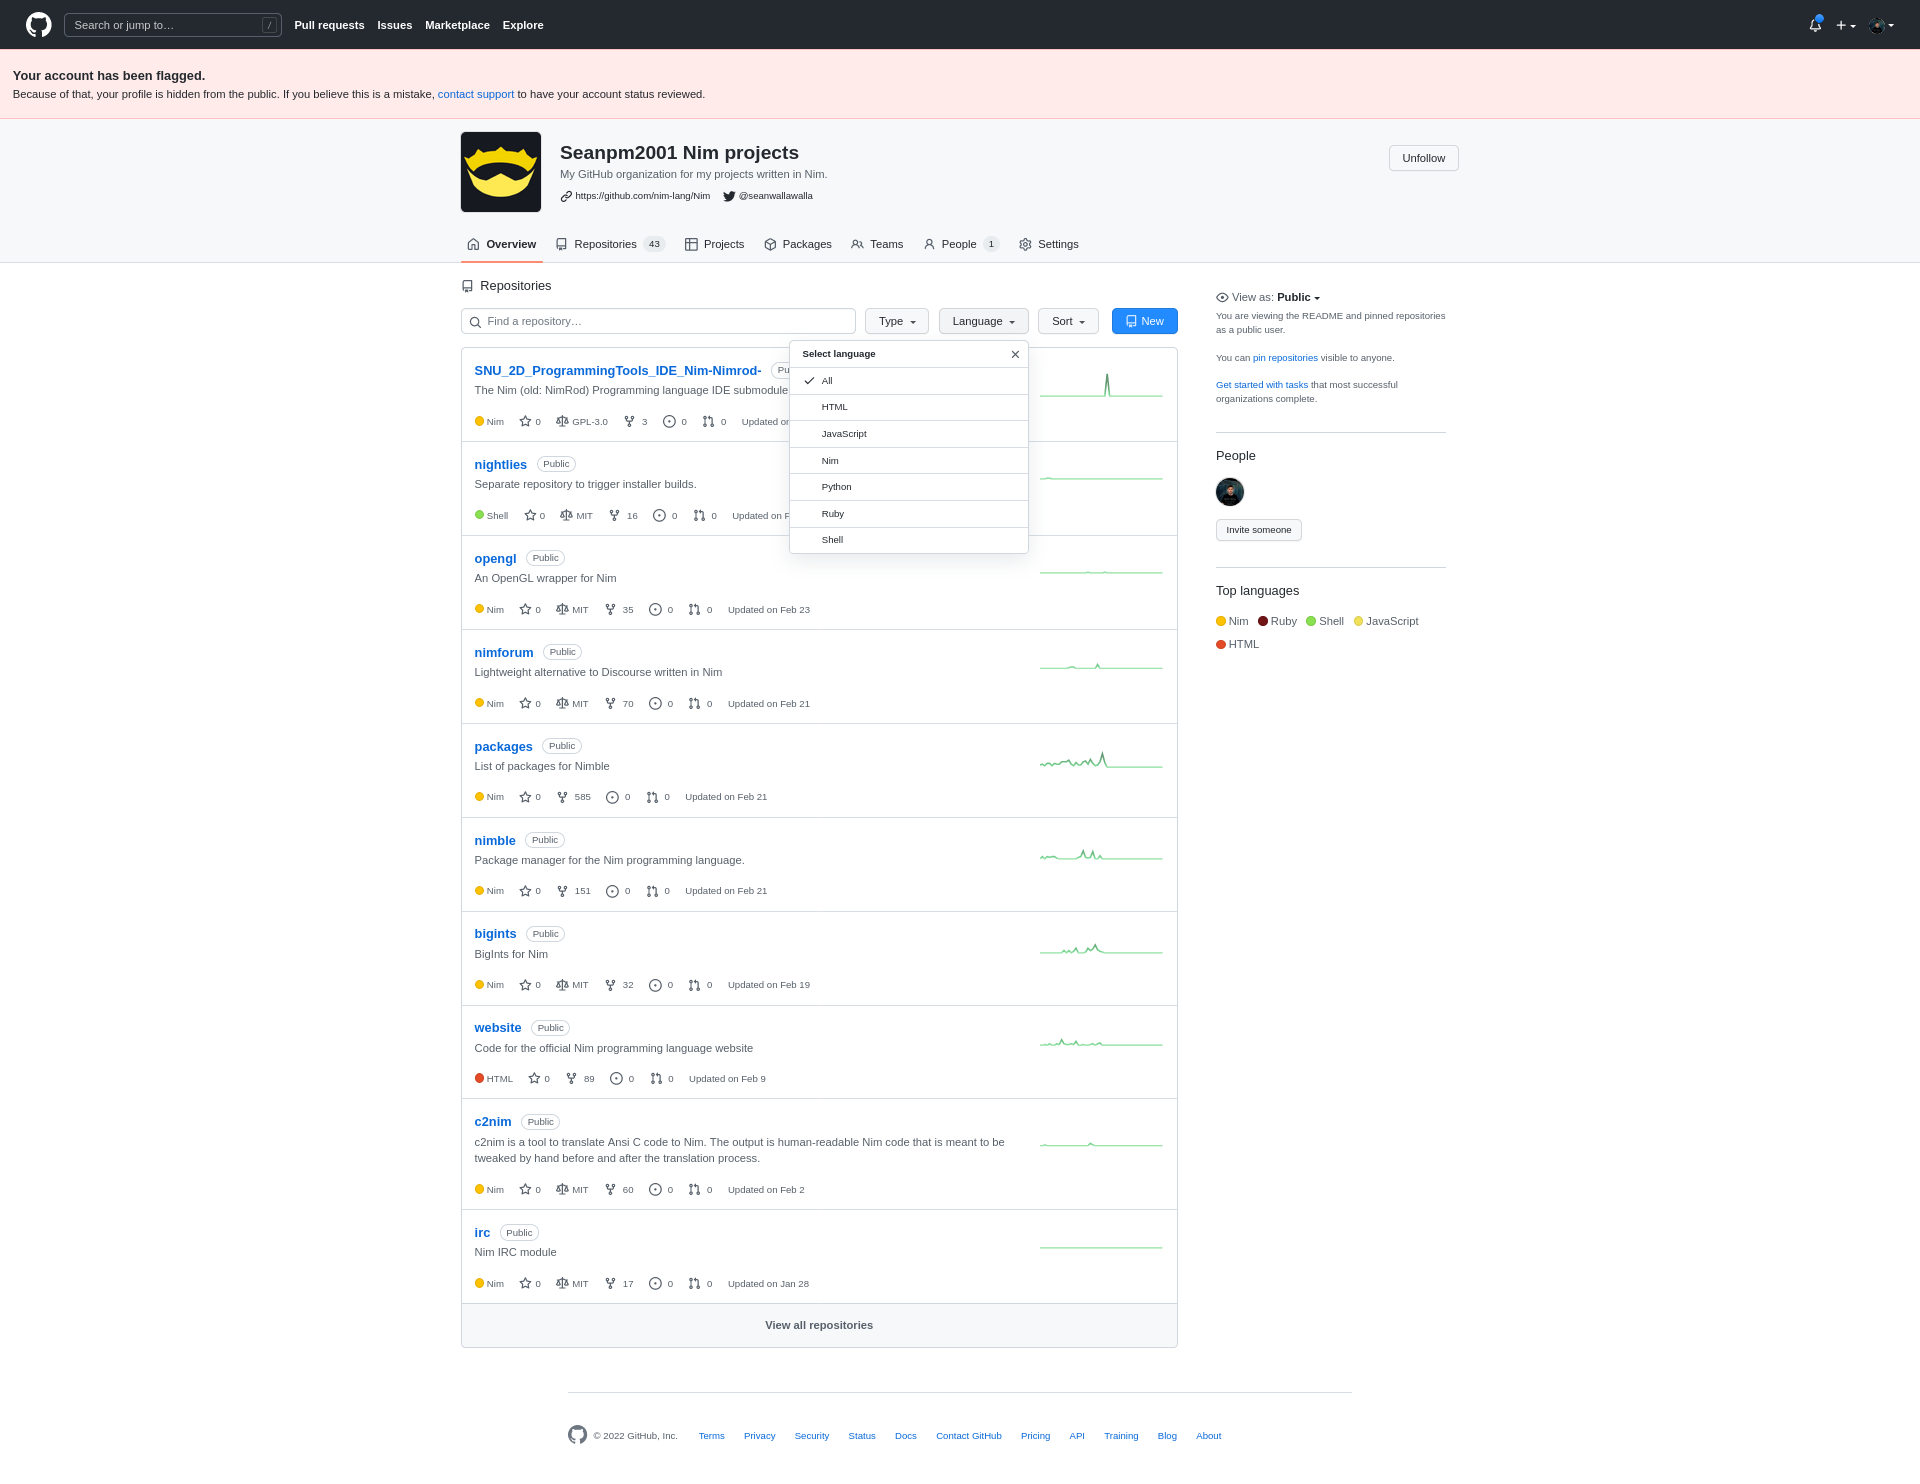 Search or jump to… /
Pull requests Issues Marketplace Explore
Your account has been flagged.
Because of that, your profile is hidden from the public. If you believe this is a mistake, contact support to have your account status reviewed.
Seanpm2001 Nim projects
My GitHub organization for my projects written in Nim.
https://github.com/nim-lang/Nim @seanwallawalla
Unfollow
Overview Repositories 43 Projects Packages Teams People 1 Settings
Repositories
Find a repository… Type Language Sort New
Select language
All
HTML
JavaScript
Nim
Python
Ruby
Shell
SNU_2D_ProgrammingTools_IDE_Nim-Nimrod- Pu
The Nim (old: NimRod) Programming language IDE submodule
Nim 0 GPL-3.0 3 0 0 Updated on
nightlies Public
Separate repository to trigger installer builds.
Shell 0 MIT 16 0 0 Updated on F
opengl Public
An OpenGL wrapper for Nim
Nim 0 MIT 35 0 0 Updated on Feb 23
nimforum Public
Lightweight alternative to Discourse written in Nim
Nim 0 MIT 70 0 0 Updated on Feb 21
packages Public
List of packages for Nimble
Nim 0 585 0 0 Updated on Feb 21
nimble Public
Package manager for the Nim programming language.
Nim 0 151 0 0 Updated on Feb 21
bigints Public
BigInts for Nim
Nim 0 MIT 32 0 0 Updated on Feb 19
website Public
Code for the official Nim programming language website
HTML 0 89 0 0 Updated on Feb 9
c2nim Public
c2nim is a tool to translate Ansi C code to Nim. The output is human-readable Nim code that is meant to be
tweaked by hand before and after the translation process.
Nim 0 MIT 60 0 0 Updated on Feb 2
irc Public
Nim IRC module
Nim 0 MIT 17 0 0 Updated on Jan 28
View all repositories
View as: Public
You are viewing the README and pinned repositories
as a public user.
You can pin repositories visible to anyone.
Get started with tasks that most successful
organizations complete.
People
Invite someone
Top languages
Nim Ruby Shell JavaScript
HTML
© 2022 GitHub, Inc. Terms Privacy Security Status Docs Contact GitHub Pricing API Training Blog About